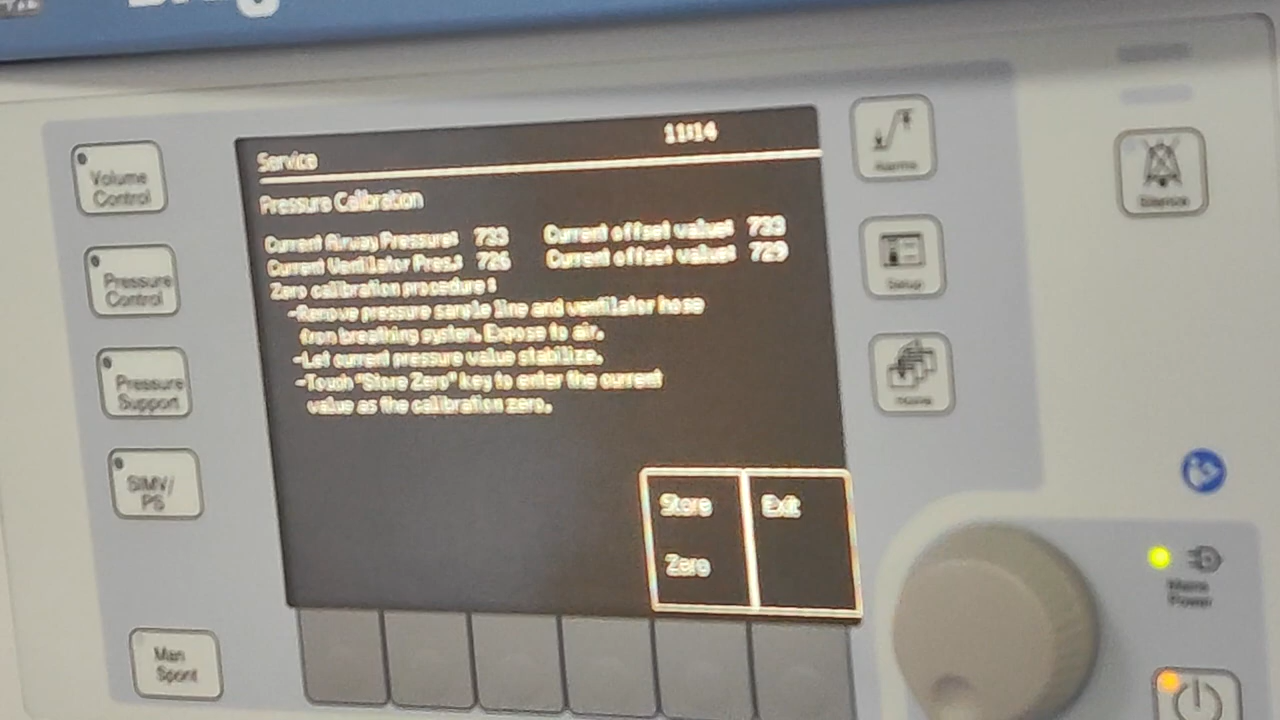 Volume
Control
Pressure
Control
Pressure
Support
SIMV/
PS
Man
Spont
11:14
Service
Pressure Calibration
Current Airway Pressure: 733 Current offset value: 733
Current Ventilator Pres.: 726 Current offset value: 729
Zero calibration procedure:
-Remove pressure sample line and ventilator hose
from breathing system. Expose to air.
-Let current pressure value stabilize.
-Touch "Store Zero" key to enter the current
value as the calibration zero.
Store
Zero
Exit
Alarms
Setup
Home
Silence
Mains
Power